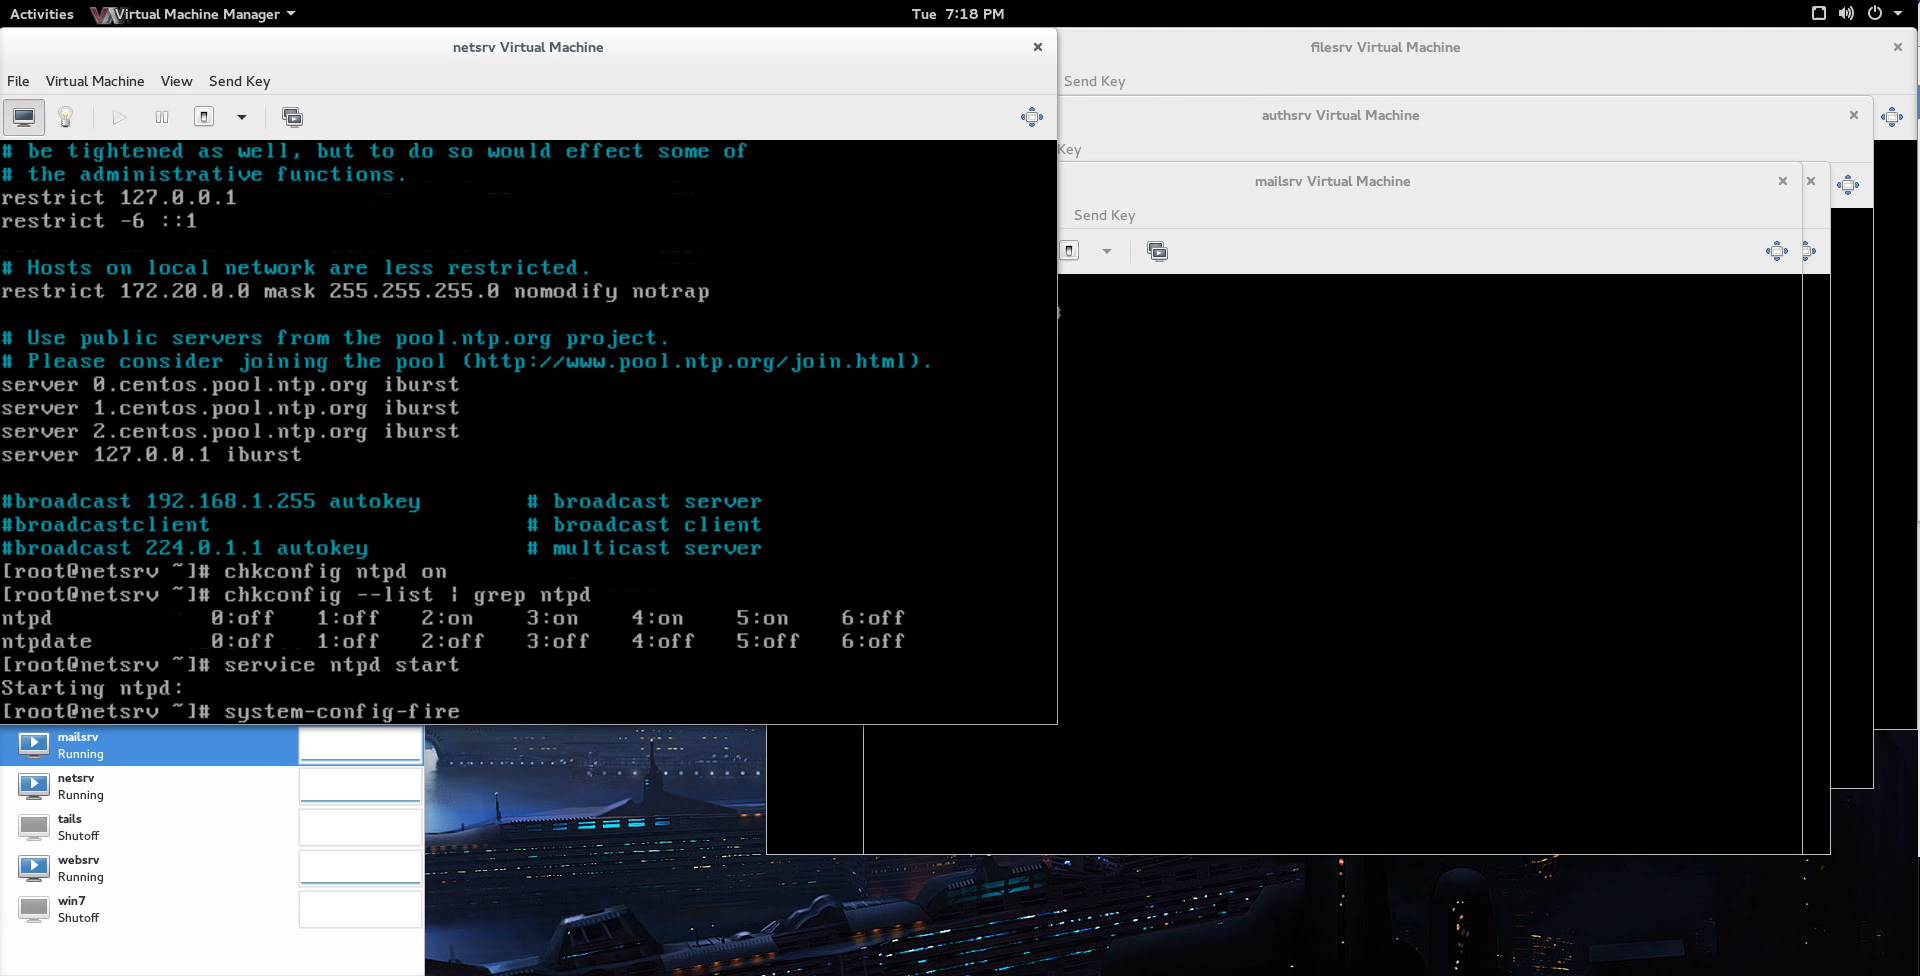 Activities Virtual Machine Manager Tue 7:18 PM
netsrv Virtual Machine
File Virtual Machine View Send Key
# be tightened as well, but to do so would effect some of
# the administrative functions.
restrict 127.0.0.1
restrict -6 ::1
# Hosts on local network are less restricted.
restrict 172.20.0.0 mask 255.255.255.0 nomodify notrap
# Use public servers from the pool.ntp.org project.
# Please consider joining the pool (http://www.pool.ntp.org/join.html).
server 0.centos.pool.ntp.org iburst
server 1.centos.pool.ntp.org iburst
server 2.centos.pool.ntp.org iburst
server 127.0.0.1 iburst
#broadcast 192.168.1.255 autokey # broadcast server
#broadcastclient # broadcast client
#broadcast 224.0.1.1 autokey # multicast server
[root@netsrv ~]# chkconfig ntpd on
[root@netsrv ~]# chkconfig --list | grep ntpd
ntpd 0:off 1:off 2:on 3:on 4:on 5:on 6:off
ntpdate 0:off 1:off 2:off 3:off 4:off 5:off 6:off
[root@netsrv ~]# service ntpd start
Starting ntpd:
[root@netsrv ~]# system-config-fire
filesrv Virtual Machine
Send Key
authsrv Virtual Machine
Key
mailsrv Virtual Machine
Send Key
mailsrv
Running
netsrv
Running
tails
Shutoff
websrv
Running
win7
Shutoff